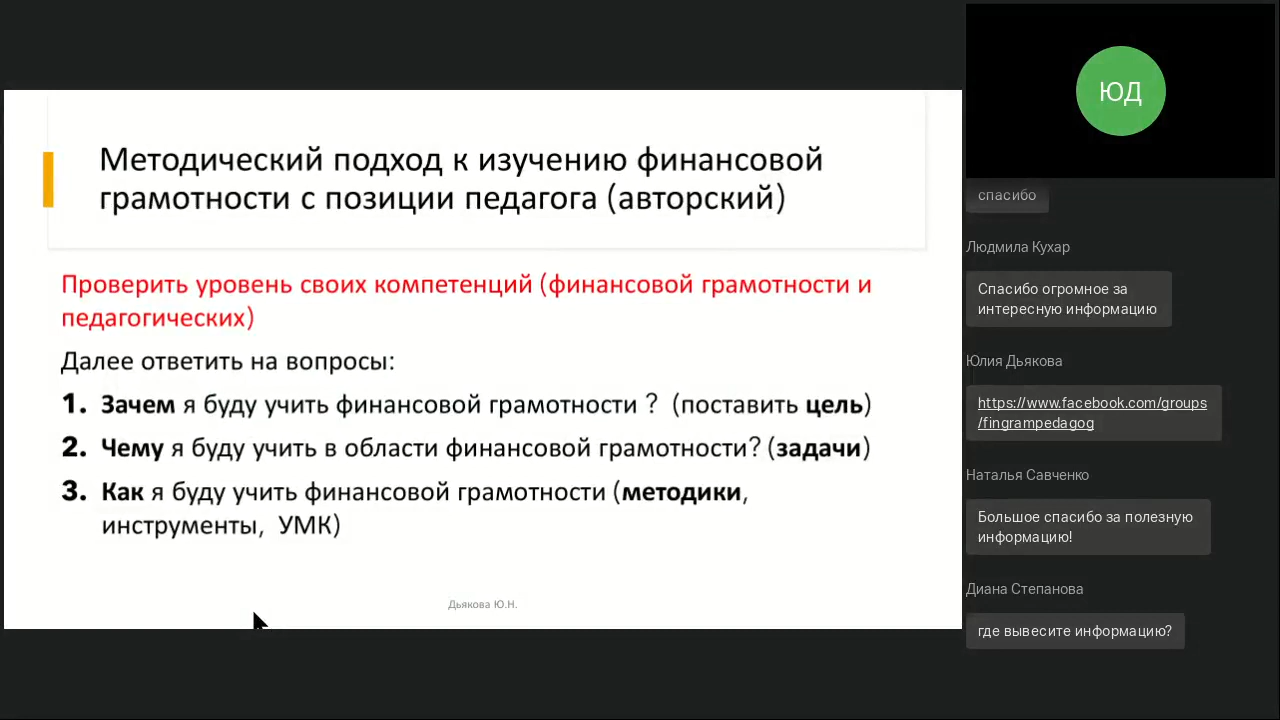 Методический подход к изучению финансовой
грамотности с позиции педагога (авторский)
Проверить уровень своих компетенций (финансовой грамотности и
педагогических)
Далее ответить на вопросы:
1. Зачем я буду учить финансовой грамотности ? (поставить цель)
2. Чему я буду учить в области финансовой грамотности? (задачи)
3. Как я буду учить финансовой грамотности (методики,
инструменты, УМК)
Дьякова Ю.Н.
ЮД
спасибо
Людмила Кухар
Спасибо огромное за
интересную информацию
Юлия Дьякова
https://www.facebook.com/groups
/fingrampedagog
Наталья Савченко
Большое спасибо за полезную
информацию!
Диана Степанова
где вывесите информацию?